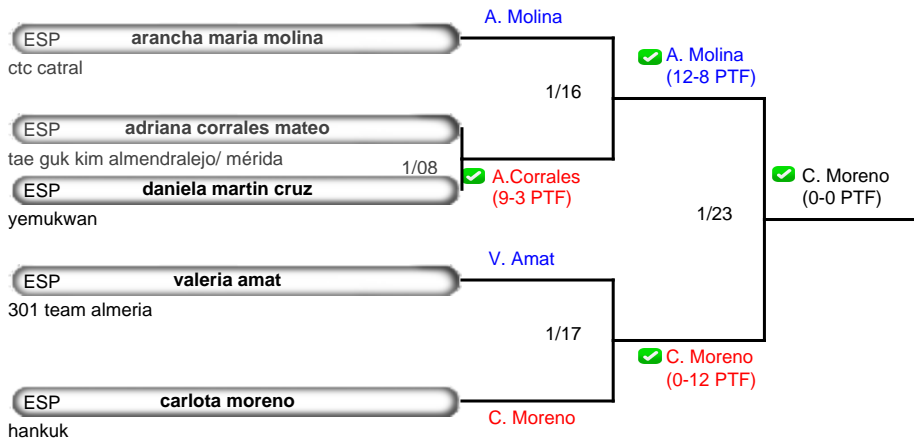 A. Molina
ESP arancha maria molina
ctc catral
A. Molina
(12-8 PTF)
1/16
ESP adriana corrales mateo
tae guk kim almendralejo/ mérida
1/08
A.Corrales
(9-3 PTF)
ESP daniela martin cruz
yemukwan
C. Moreno
(0-0 PTF)
1/23
V. Amat
ESP valeria amat
301 team almeria
1/17
C. Moreno
(0-12 PTF)
ESP carlota moreno
hankuk
C. Moreno